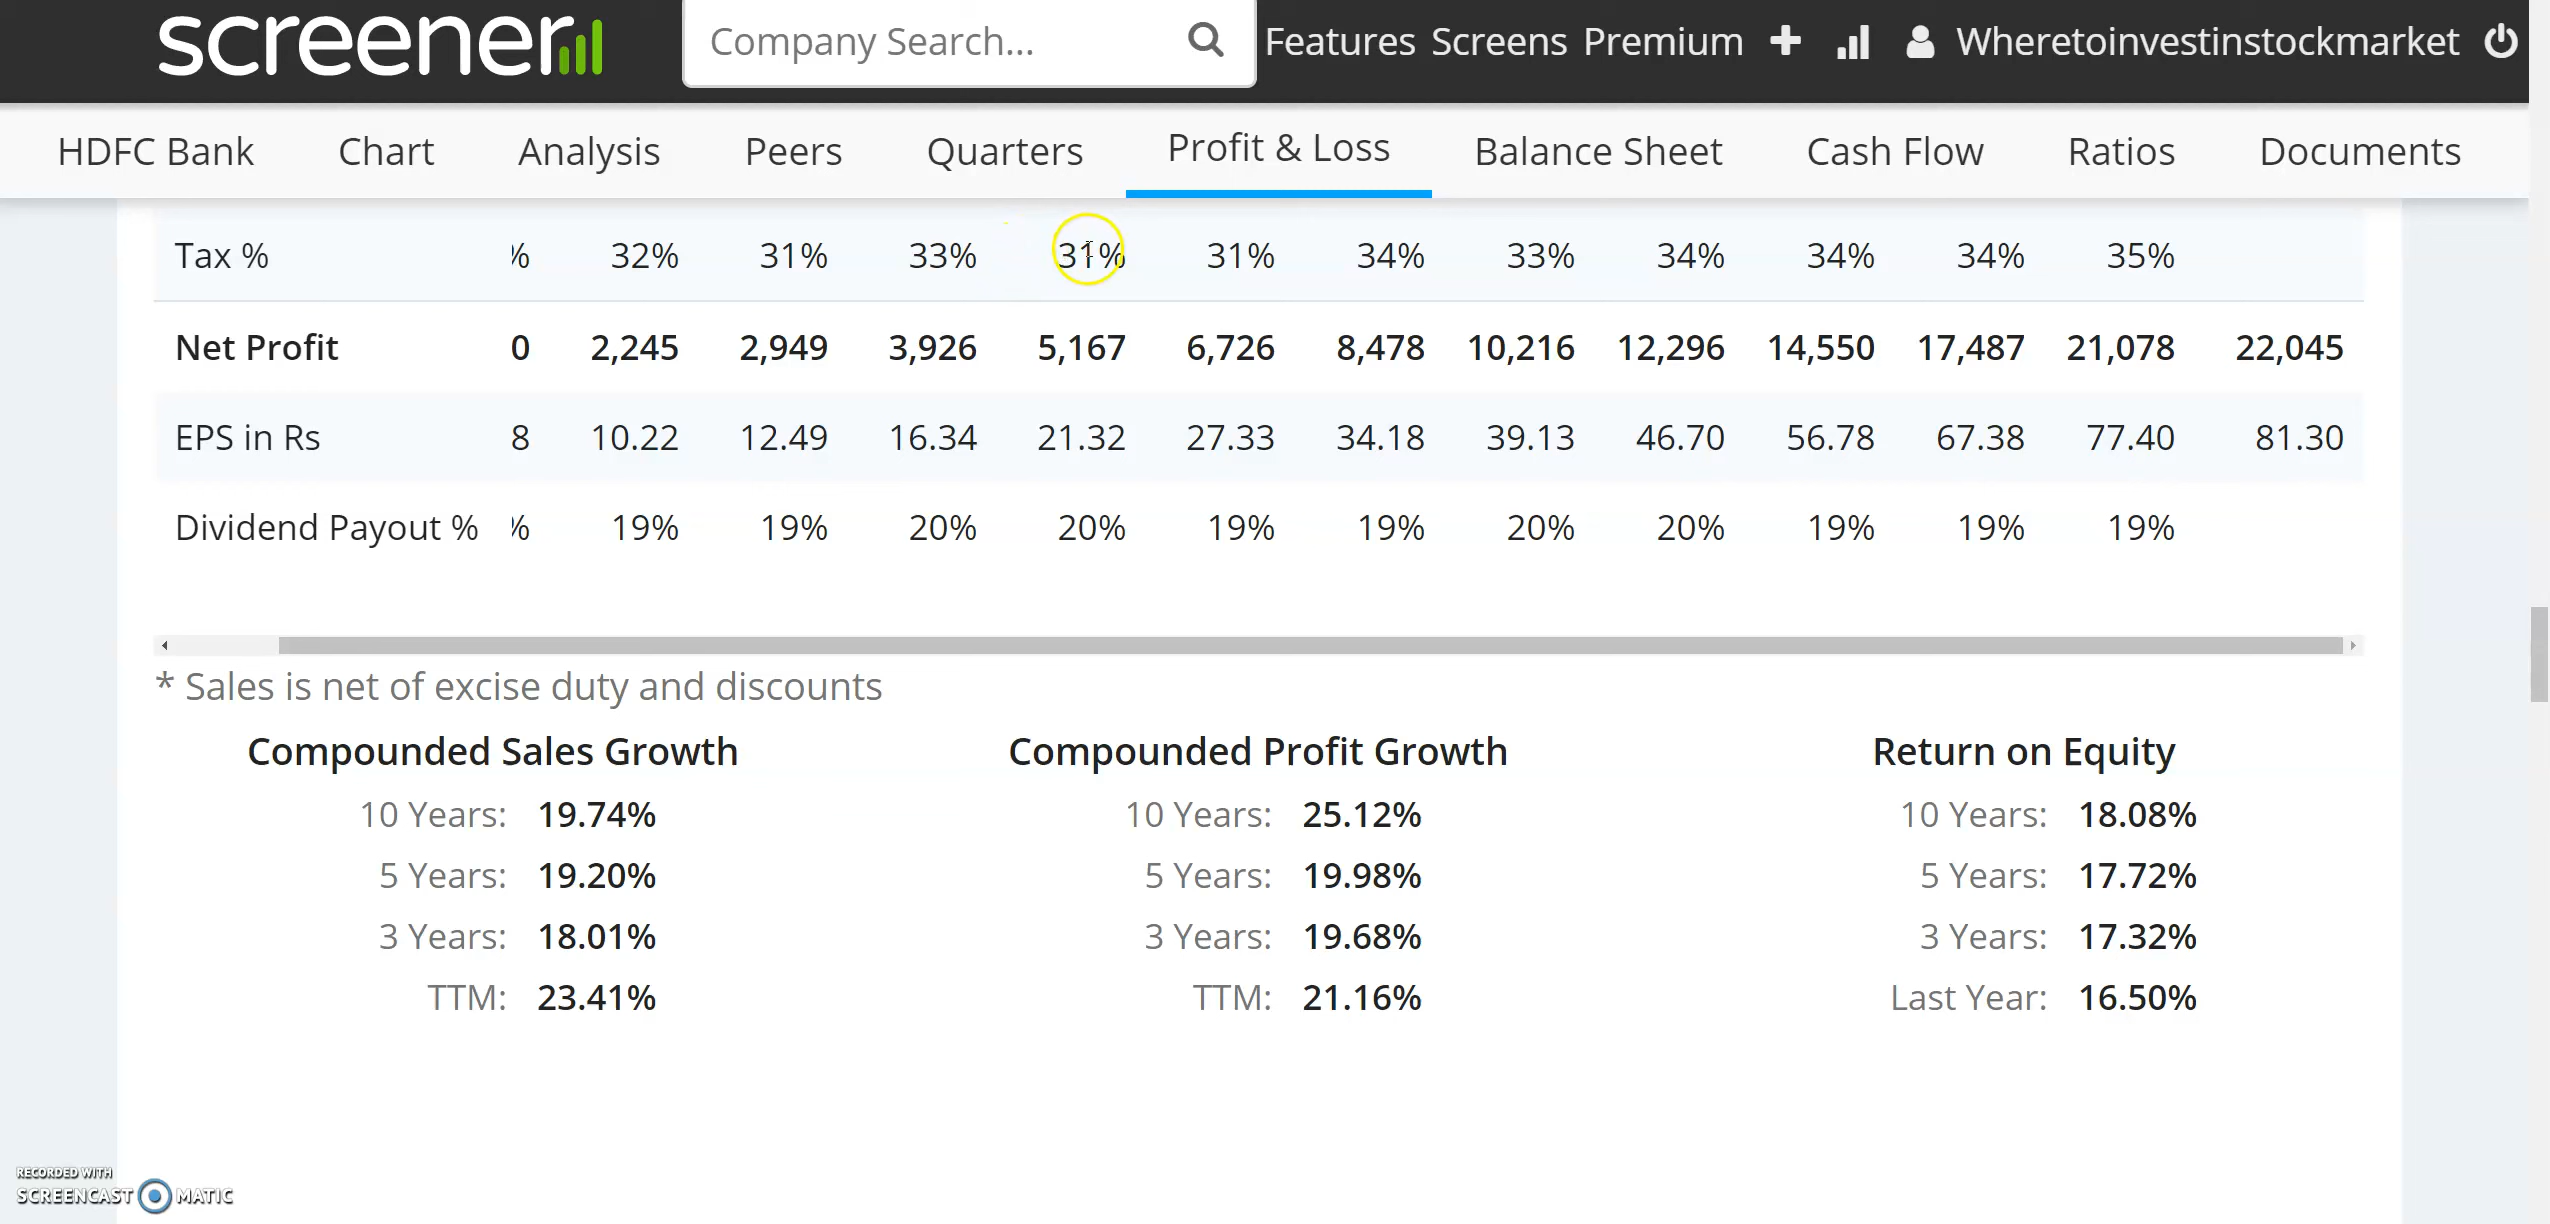 screener
Company Search...
Features Screens Premium Wheretoinvestinstockmarket
HDFC Bank Chart Analysis Peers Quarters Profit & Loss Balance Sheet Cash Flow Ratios Documents
Tax % % 32% 31% 33% 31% 31% 34% 33% 34% 34% 34% 35%
Net Profit 0 2,245 2,949 3,926 5,167 6,726 8,478 10,216 12,296 14,550 17,487 21,078 22,045
EPS in Rs 8 10.22 12.49 16.34 21.32 27.33 34.18 39.13 46.70 56.78 67.38 77.40 81.30
Dividend Payout % % 19% 19% 20% 20% 19% 19% 20% 20% 19% 19% 19%
* Sales is net of excise duty and discounts
Compounded Sales Growth
10 Years: 19.74%
5 Years: 19.20%
3 Years: 18.01%
TTM: 23.41%
Compounded Profit Growth
10 Years: 25.12%
5 Years: 19.98%
3 Years: 19.68%
TTM: 21.16%
Return on Equity
10 Years: 18.08%
5 Years: 17.72%
3 Years: 17.32%
Last Year: 16.50%
RECORDED WITH
SCREENCAST MATIC